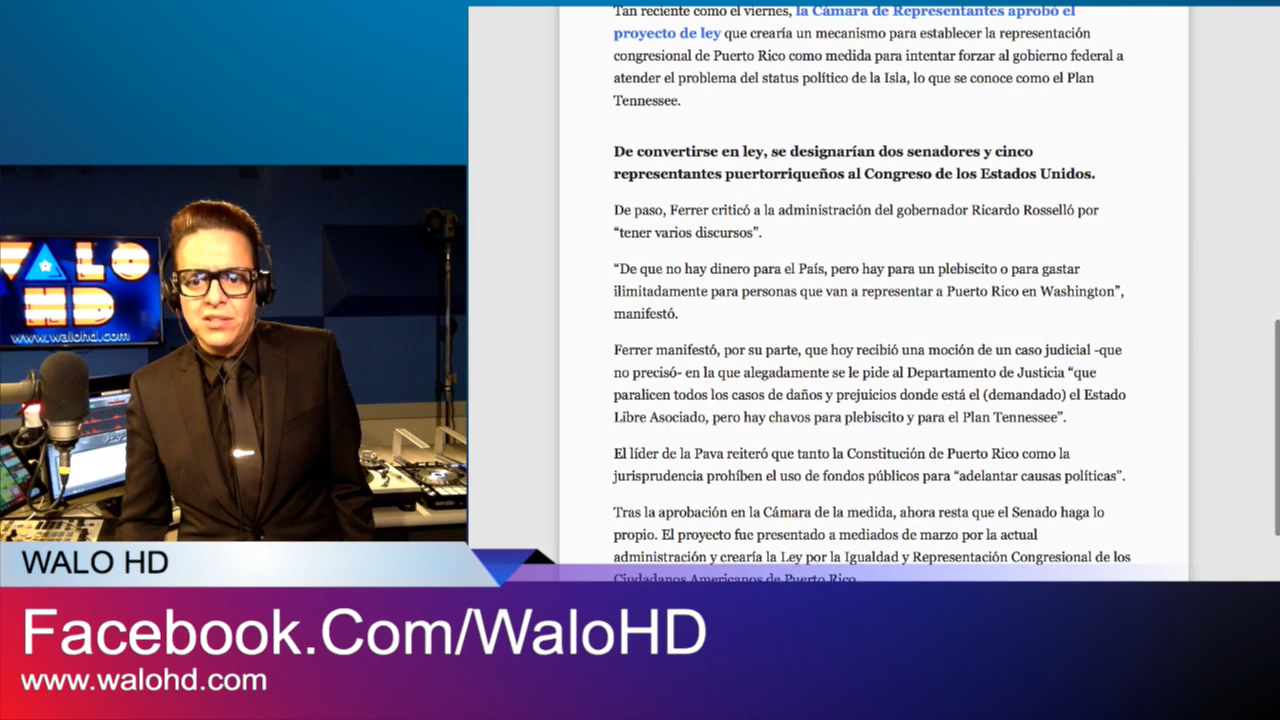 Tan reciente como el viernes, la Cámara de Representantes aprobó el
proyecto de ley que crearía un mecanismo para establecer la representación
congresional de Puerto Rico como medida para intentar forzar al gobierno federal a
atender el problema del status político de la Isla, lo que se conoce como el Plan
Tennessee.
De convertirse en ley, se designarían dos senadores y cinco
representantes puertorriqueños al Congreso de los Estados Unidos.
De paso, Ferrer criticó a la administración del gobernador Ricardo Rosselló por
“tener varios discursos”.
“De que no hay dinero para el País, pero hay para un plebiscito o para gastar
ilimitadamente para personas que van a representar a Puerto Rico en Washington”,
manifestó.
Ferrer manifestó, por su parte, que hoy recibió una moción de un caso judicial -que
no precisó- en la que alegadamente se le pide al Departamento de Justicia “que
paralicen todos los casos de daños y prejuicios donde está el (demandado) el Estado
Libre Asociado, pero hay chavos para plebiscito y para el Plan Tennessee”.
El líder de la Pava reiteró que tanto la Constitución de Puerto Rico como la
jurisprudencia prohíben el uso de fondos públicos para “adelantar causas políticas”.
Tras la aprobación en la Cámara de la medida, ahora resta que el Senado haga lo
propio. El proyecto fue presentado a mediados de marzo por la actual
administración y crearía la Ley por la Igualdad y Representación Congresional de los
Ciudadanos Americanos de Puerto Rico
WALO
HD
www.walohd.com
WALO HD
Facebook.Com/WaloHD
www.walohd.com